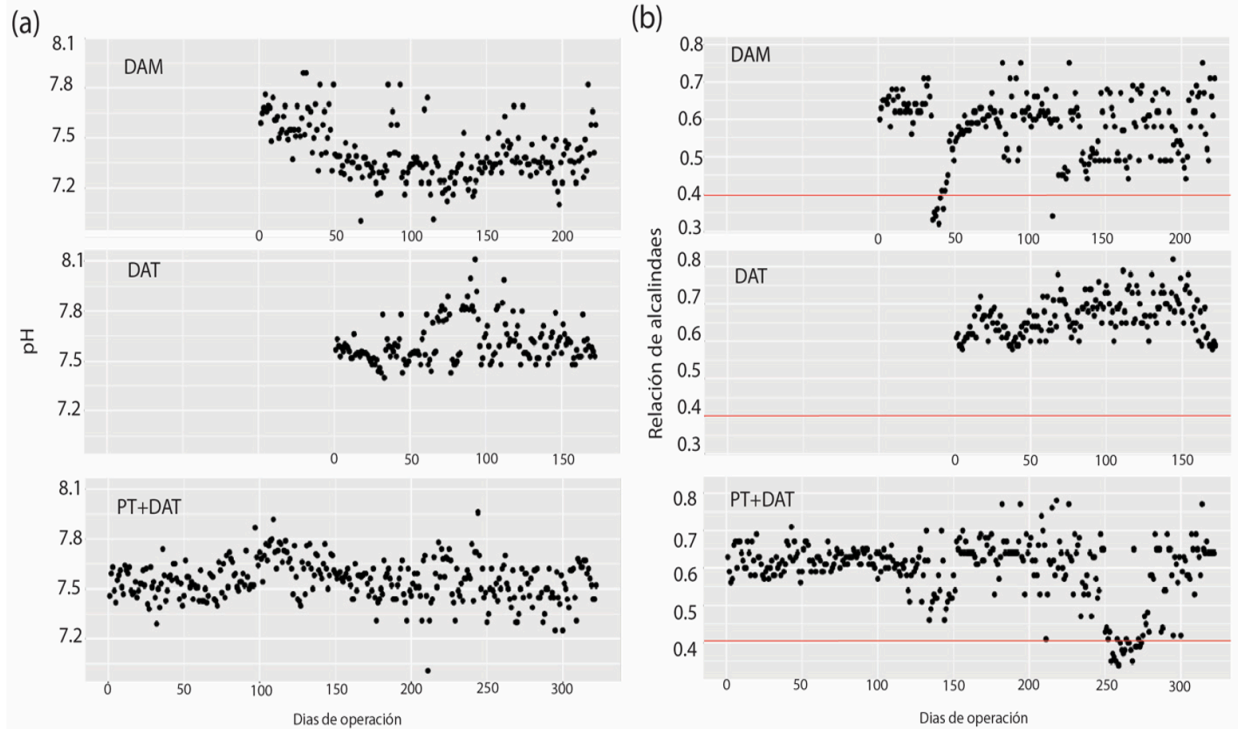 (a)
8.1
7.8
7.5
7.2
DAM
0 50 100 150 200
8.1
7.8
7.5
7.2
DAT
0 50 100 150
pH
8.1
7.8
7.5
7.2
PT+DAT
0 50 100 150 200 250 300
Dias de operación
(b)
0.8
0.7
0.6
0.5
0.4
0.3
DAM
0 50 100 150 200
0.8
0.7
0.6
0.5
0.4
0.3
DAT
0 50 100 150
Relación de alcalindaes
0.8
0.7
0.6
0.5
0.4
PT+DAT
0 50 100 150 200 250 300
Dias de operación